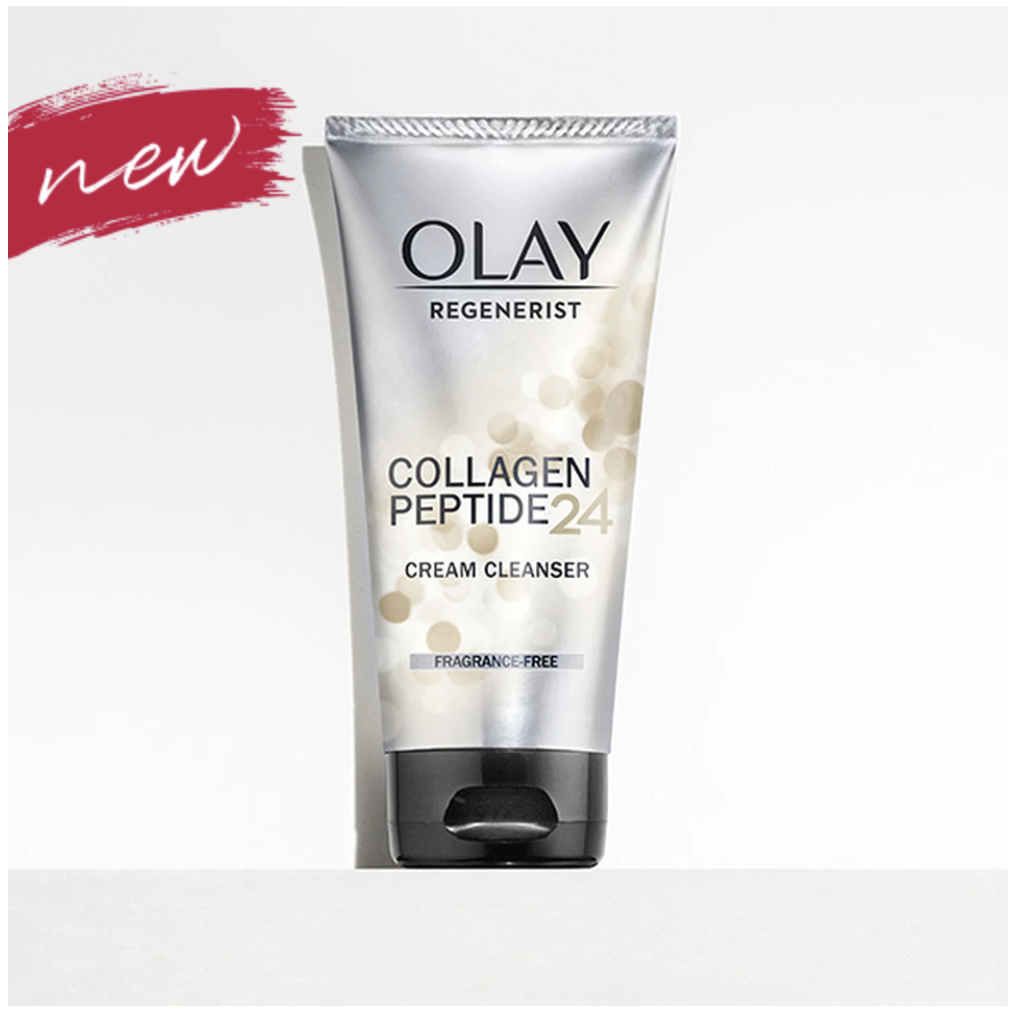 new
OLAY
REGENERIST
COLLAGEN
PEPTIDE24
CREAM CLEANSER
FRAGRANCE-FREE